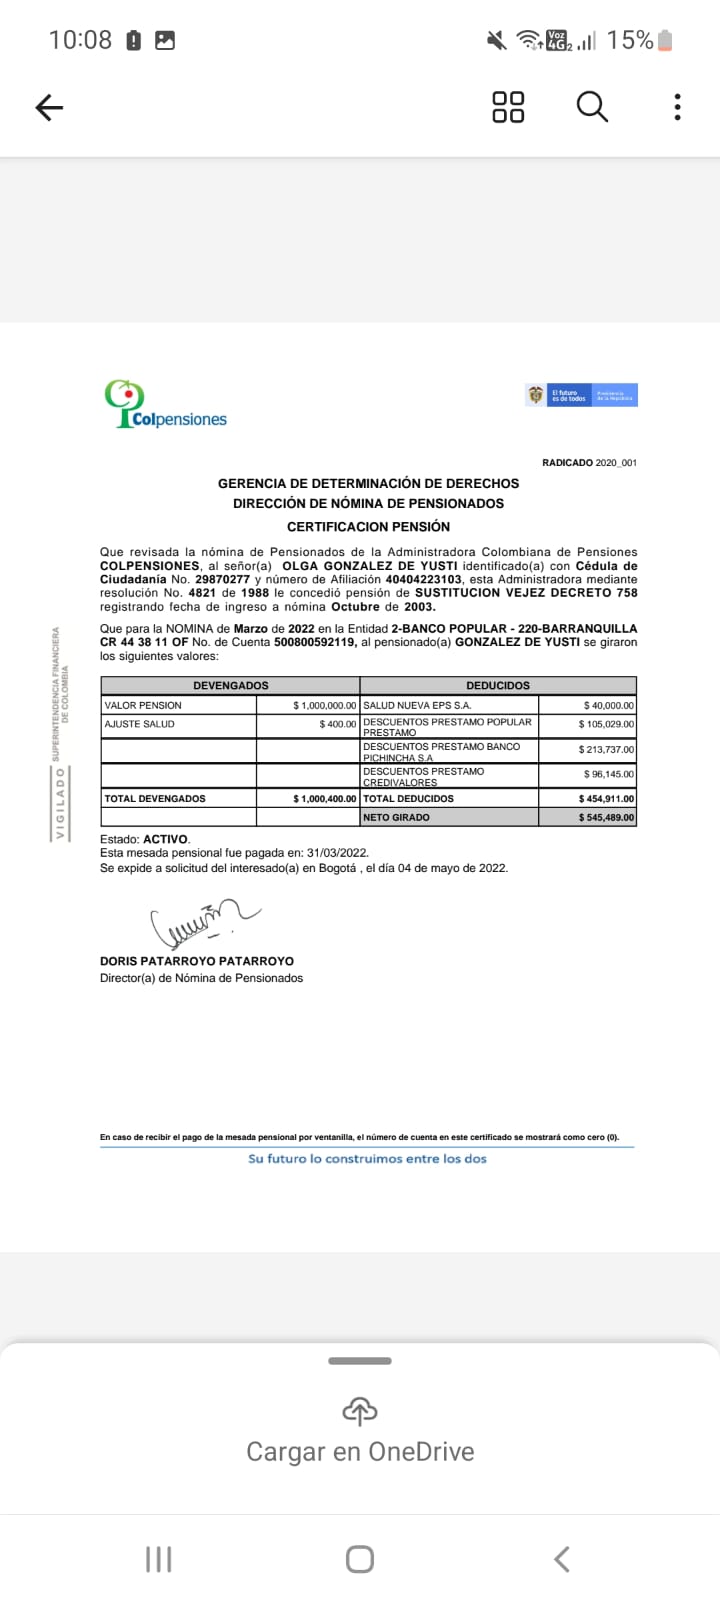 10:08
Voz
4G 2
15%
Colpensiones
El futuro
es de todos
Presidencia
de la República
RADICADO 2020_001
GERENCIA DE DETERMINACIÓN DE DERECHOS
DIRECCIÓN DE NÓMINA DE PENSIONADOS
CERTIFICACION PENSIÓN
Que revisada la nómina de Pensionados de la Administradora Colombiana de Pensiones
COLPENSIONES, al señor(a) OLGA GONZALEZ DE YUSTI identificado(a) con Cédula de
Ciudadanía No. 29870277 y número de Afiliación 40404223103, esta Administradora mediante
resolución No. 4821 de 1988 le concedió pensión de SUSTITUCION VEJEZ DECRETO 758
registrando fecha de ingreso a nómina Octubre de 2003.
Que para la NOMINA de Marzo de 2022 en la Entidad 2-BANCO POPULAR - 220-BARRANQUILLA
CR 44 38 11 OF No. de Cuenta 500800592119, al pensionado(a) GONZALEZ DE YUSTI se giraron
los siguientes valores:
DEVENGADOS DEDUCIDOS
VALOR PENSION $ 1,000,000.00 SALUD NUEVA EPS S.A. $ 40,000.00
AJUSTE SALUD $ 400.00 DESCUENTOS PRESTAMO POPULAR PRESTAMO $ 105,029.00
DESCUENTOS PRESTAMO BANCO PICHINCHA S.A $ 213,737.00
DESCUENTOS PRESTAMO CREDIVALORES $ 96,145.00
TOTAL DEVENGADOS $ 1,000,400.00 TOTAL DEDUCIDOS $ 454,911.00
NETO GIRADO $ 545,489.00
Estado: ACTIVO.
Esta mesada pensional fue pagada en: 31/03/2022.
Se expide a solicitud del interesado(a) en Bogotá , el día 04 de mayo de 2022.
DORIS PATARROYO PATARROYO
Director(a) de Nómina de Pensionados
VIGILADO SUPERINTENDENCIA FINANCIERA
DE COLOMBIA
En caso de recibir el pago de la mesada pensional por ventanilla, el número de cuenta en este certificado se mostrará como cero (0).
Su futuro lo construimos entre los dos
Cargar en OneDrive